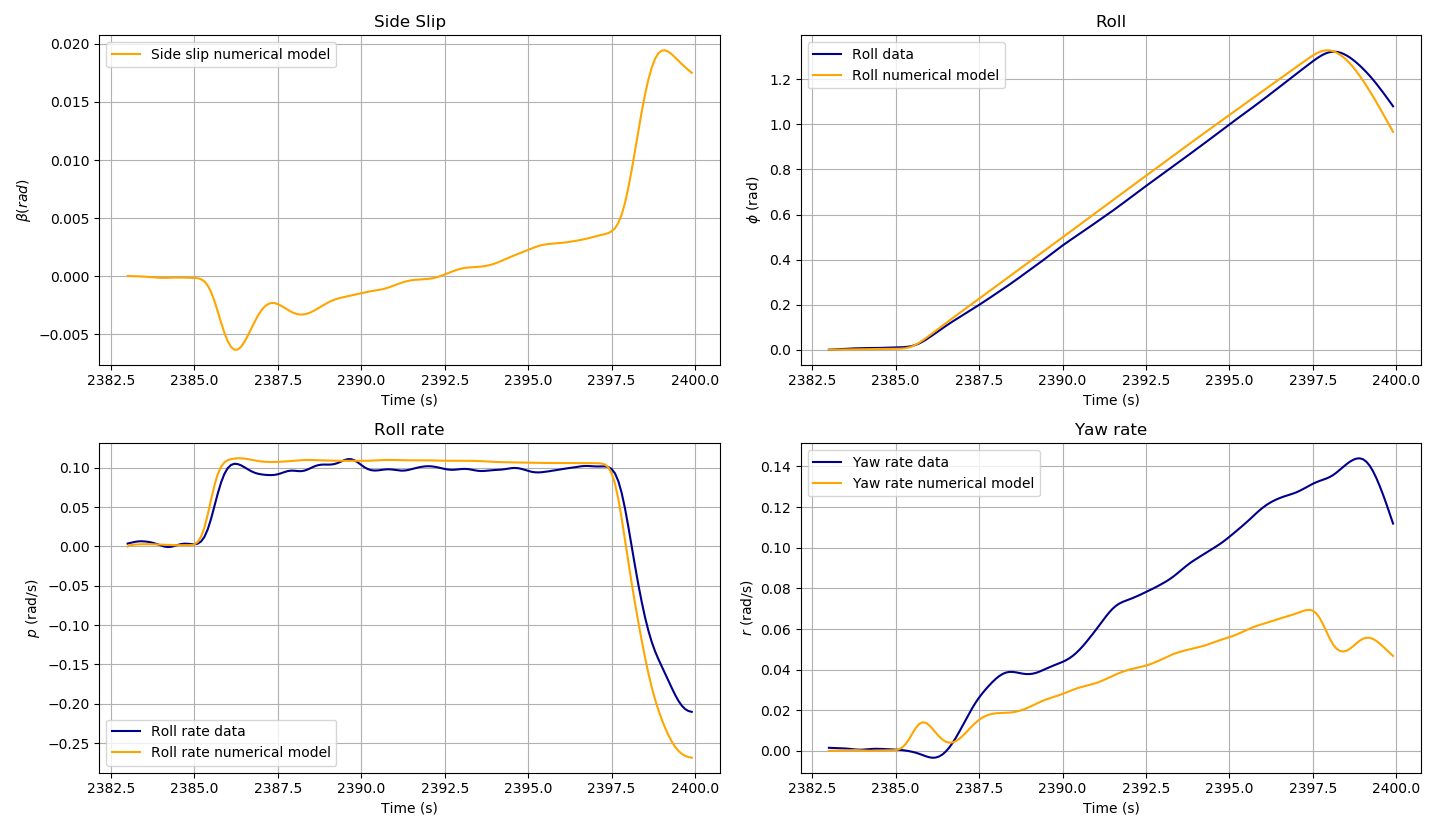 Side Slip
0.020
0.015
0.010
0.005
0.000
−0.005
β(rad)
Side slip numerical model
2382.5 2385.0 2387.5 2390.0 2392.5 2395.0 2397.5 2400.0
Time (s)
Roll
1.2
1.0
0.8
0.6
0.4
0.2
0.0
ϕ (rad)
Roll data
Roll numerical model
2382.5 2385.0 2387.5 2390.0 2392.5 2395.0 2397.5 2400.0
Time (s)
Roll rate
0.10
0.05
0.00
−0.05
−0.10
−0.15
−0.20
−0.25
p (rad/s)
Roll rate data
Roll rate numerical model
2382.5 2385.0 2387.5 2390.0 2392.5 2395.0 2397.5 2400.0
Time (s)
Yaw rate
0.14
0.12
0.10
0.08
0.06
0.04
0.02
0.00
r (rad/s)
Yaw rate data
Yaw rate numerical model
2382.5 2385.0 2387.5 2390.0 2392.5 2395.0 2397.5 2400.0
Time (s)